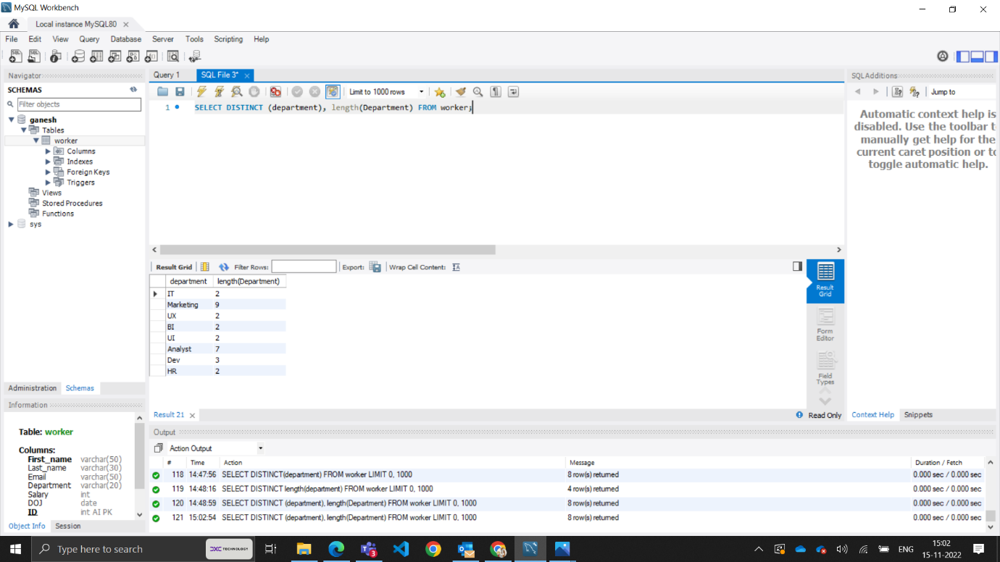 MySQL Workbench
Local instance MySQL80
File Edit View Query Database Server Tools Scripting Help
Navigator
SCHEMAS
Filter objects
ganesh
Tables
worker
Columns
Indexes
Foreign Keys
Triggers
Views
Stored Procedures
Functions
sys
Administration Schemas
Information
Table: worker
Columns:
First_name varchar(50)
Last_name varchar(30)
Email varchar(50)
Department varchar(20)
Salary int
DOJ date
ID int AI PK
Object Info Session
Query 1 SQL File 3*
Limit to 1000 rows
1 SELECT DISTINCT (department), length(Department) FROM worker;
Result Grid Filter Rows: Export: Wrap Cell Content:
department length(Department)
IT 2
Marketing 9
UX 2
BI 2
UI 2
Analyst 7
Dev 3
HR 2
Result Grid
Form Editor
Field Types
Result 21
Read Only
Output
Action Output
# Time Action Message Duration / Fetch
118 14:47:56 SELECT DISTINCT(department) FROM worker LIMIT 0, 1000 8 row(s) returned 0.000 sec / 0.000 sec
119 14:48:16 SELECT DISTINCT length(department) FROM worker LIMIT 0, 1000 4 row(s) returned 0.000 sec / 0.000 sec
120 14:48:59 SELECT DISTINCT (department), length(Department) FROM worker LIMIT 0, 1000 8 row(s) returned 0.000 sec / 0.000 sec
121 15:02:54 SELECT DISTINCT (department), length(Department) FROM worker LIMIT 0, 1000 8 row(s) returned 0.000 sec / 0.000 sec
SQLAdditions
Jump to
Automatic context help is
disabled. Use the toolbar t
manually get help for the
current caret position or to
toggle automatic help.
Context Help Snippets
Type here to search
DXC TECHNOLOGY
3
ENG
15:02
15-11-2022